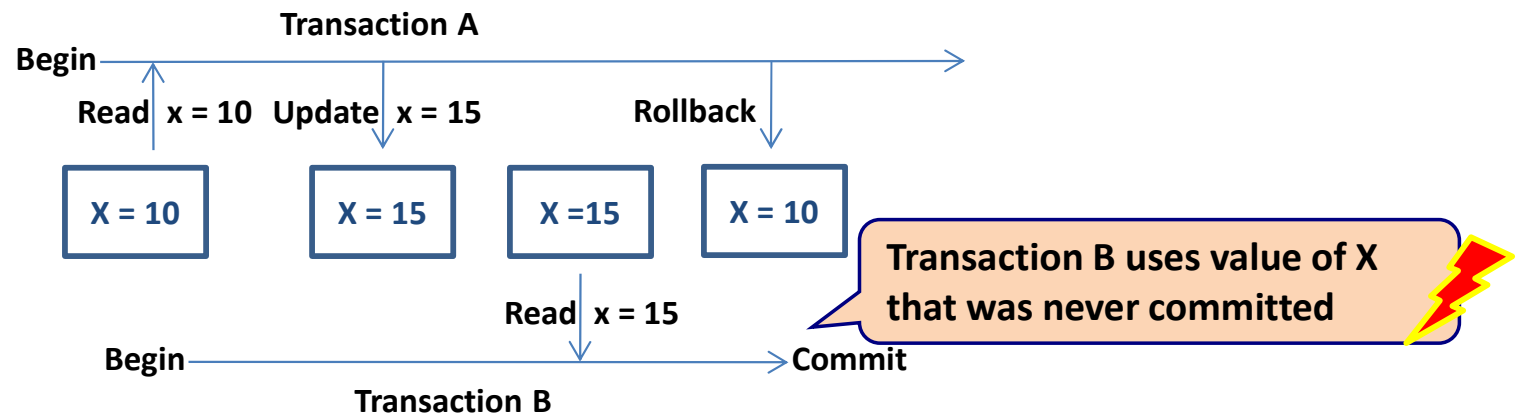 Transaction A
Begin
Read x = 10 Update x = 15 Rollback
X = 10 X = 15 X =15 X = 10
Transaction B uses value of X
that was never committed
Read x = 15
Begin Commit
Transaction B